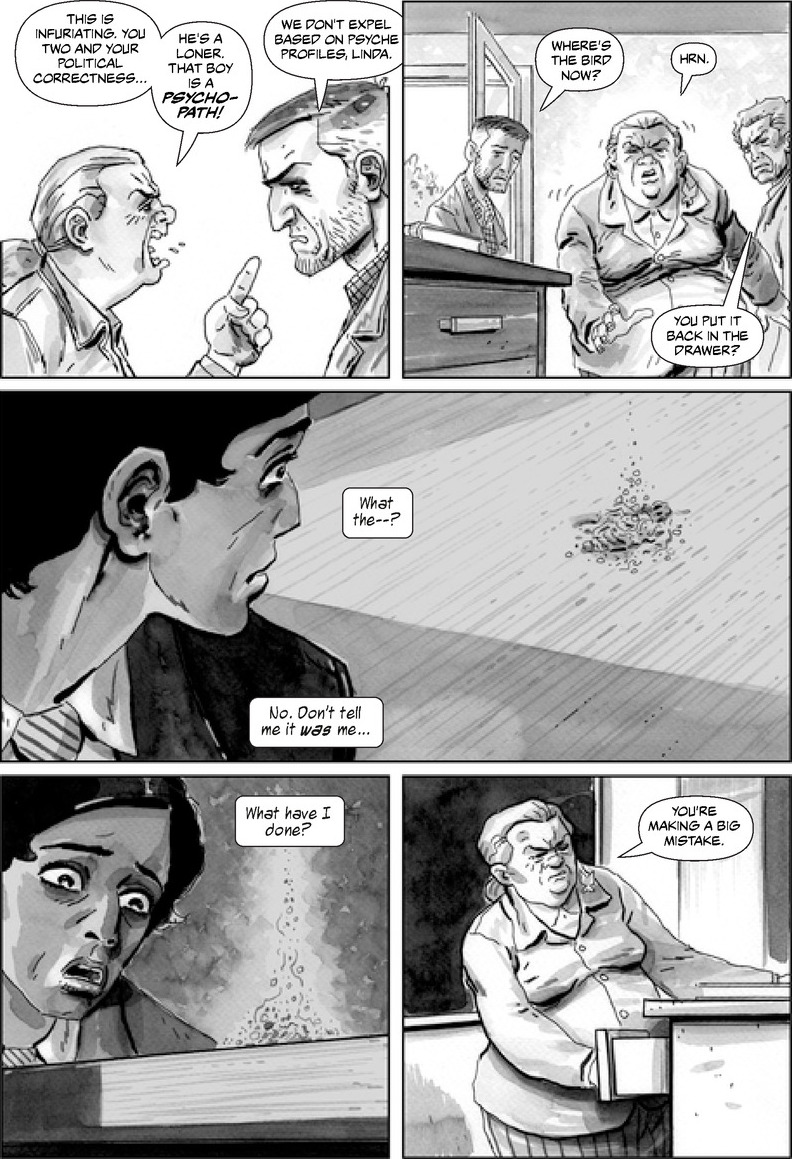 THIS IS
INFURIATING. YOU
TWO AND YOUR
POLITICAL
CORRECTNESS...
HE'S A
LONER.
THAT BOY
IS A
PSYCHO-
PATH!
WE DON'T EXPEL
BASED ON PSYCHE
PROFILES, LINDA.
WHERE'S
THE BIRD
NOW?
HRN.
YOU PUT IT
BACK IN THE
DRAWER?
What
the--?
No. Don't tell
me it was me...
What have I
done?
YOU'RE
MAKING A BIG
MISTAKE.